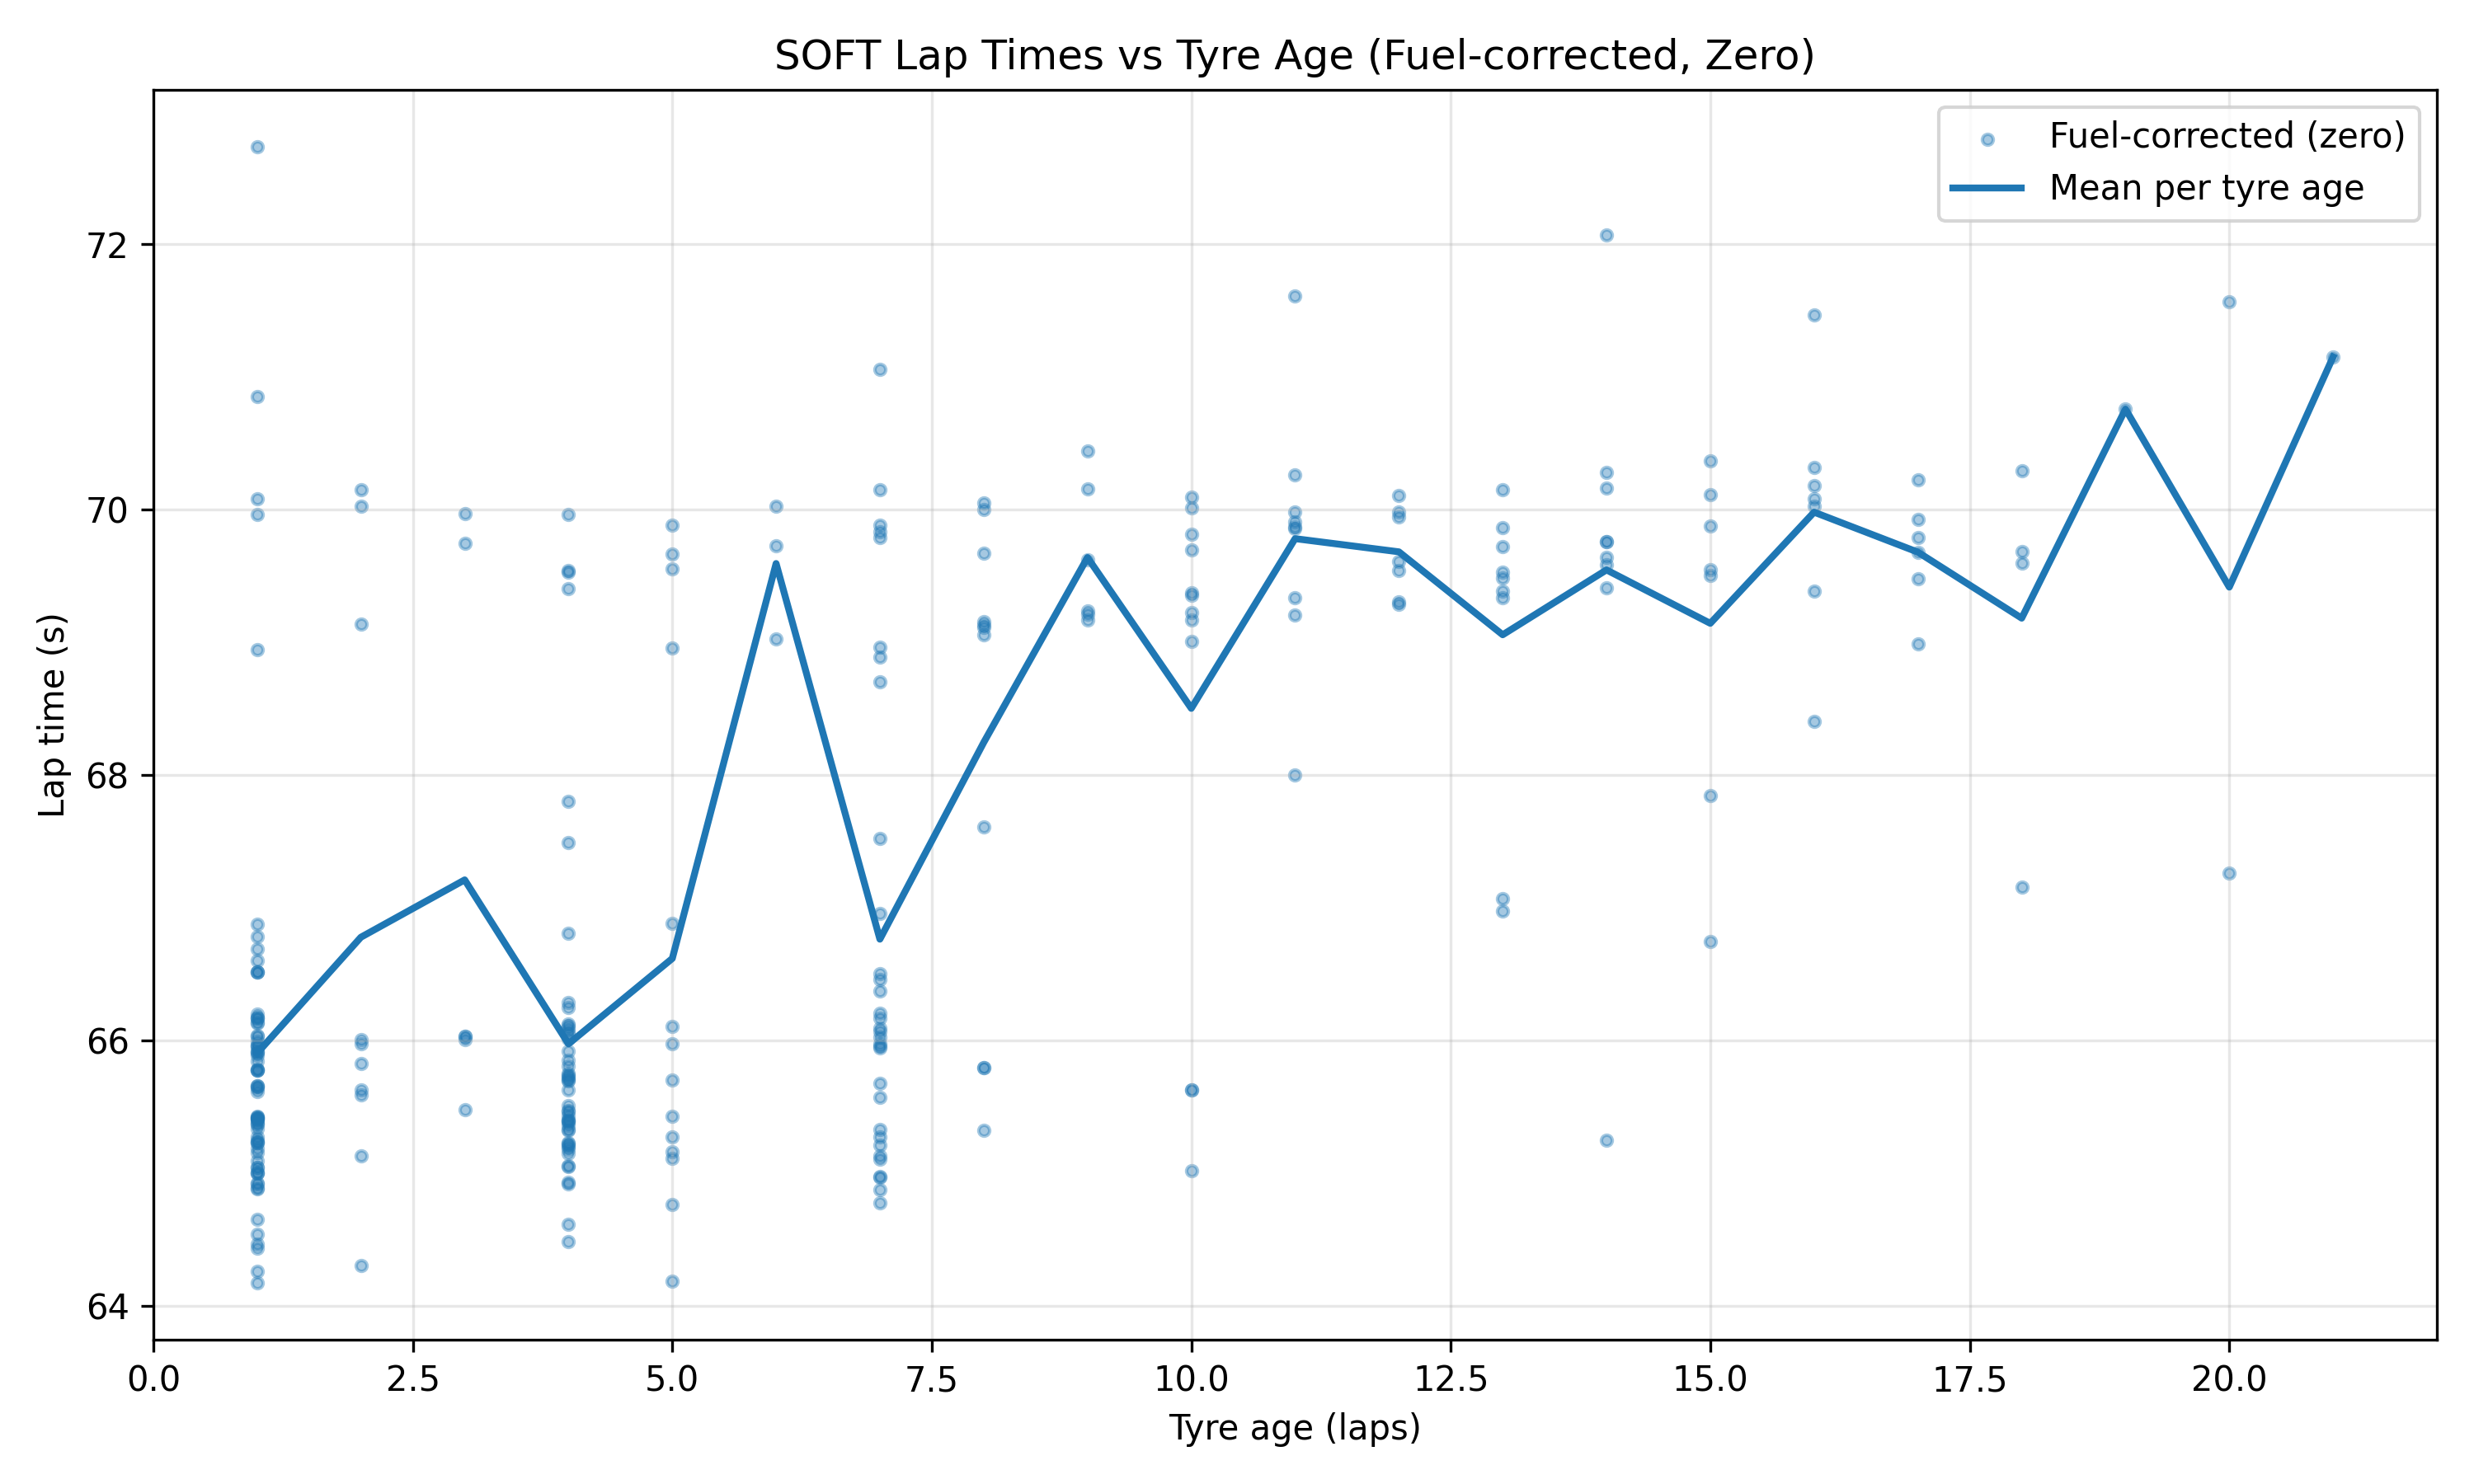 SOFT Lap Times vs Tyre Age (Fuel-corrected, Zero)
Fuel-corrected (zero)
Mean per tyre age
Lap time (s)
72
70
68
66
64
0.0 2.5 5.0 7.5 10.0 12.5 15.0 17.5 20.0
Tyre age (laps)